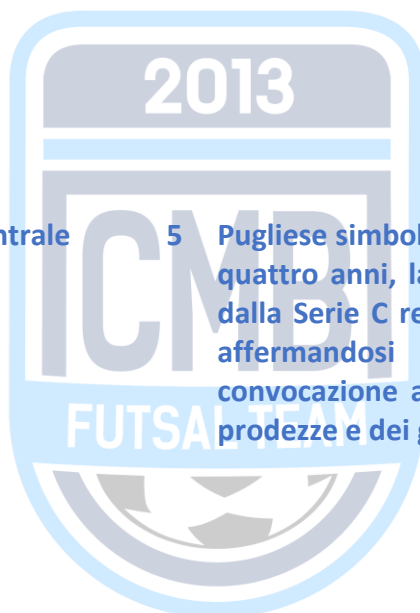 2013
CMB
ntrale 5 Pugliese simbol
quattro anni, la
dalla Serie C re
affermandosi
convocazione a
FUTSAL TEAM
prodezze e dei g